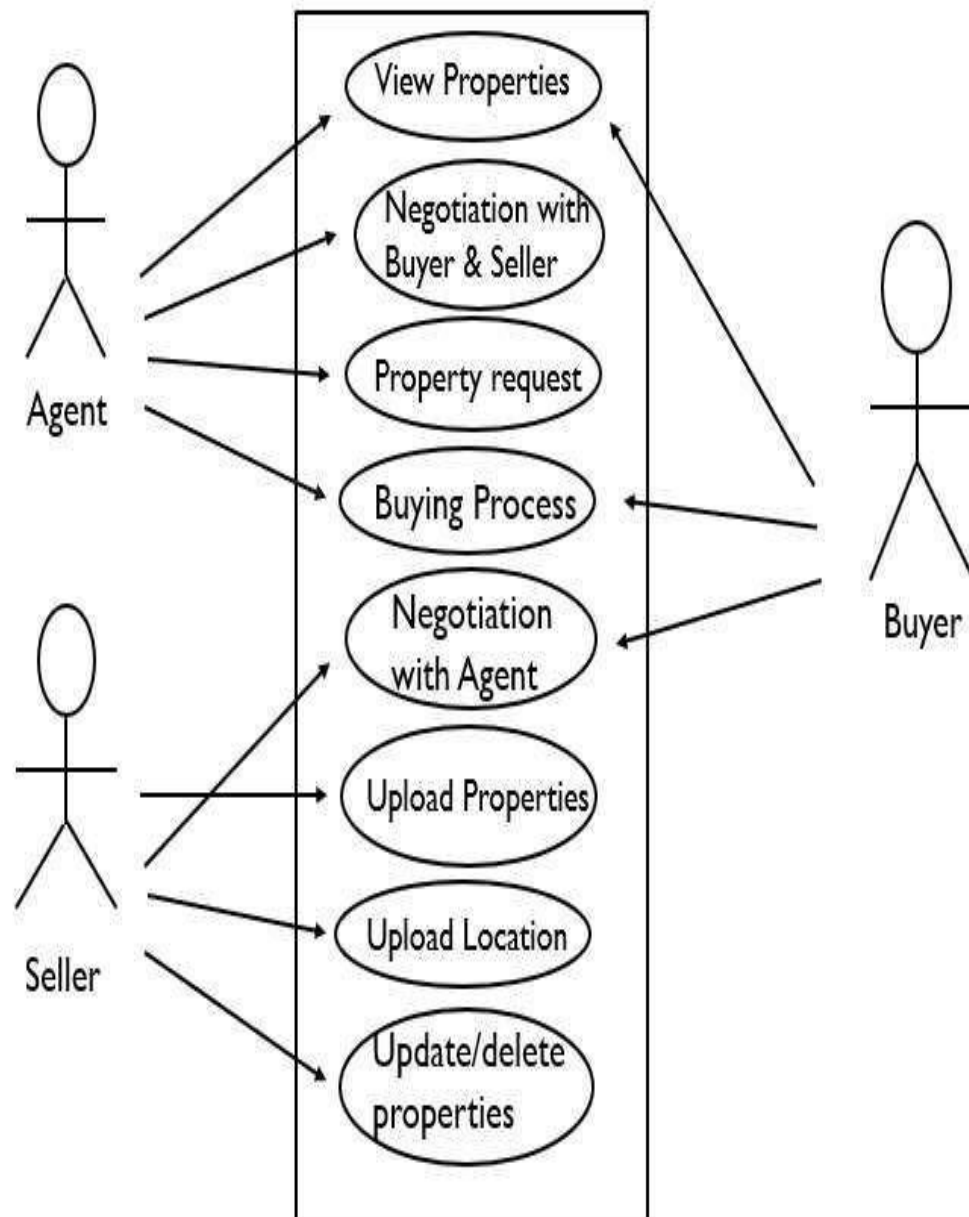 View Properties
Negotiation with
Buyer & Seller
Property request
Agent
Buying Process
Negotiation
with Agent
Buyer
Upload Properties
Upload Location
Seller
Update/delete
properties